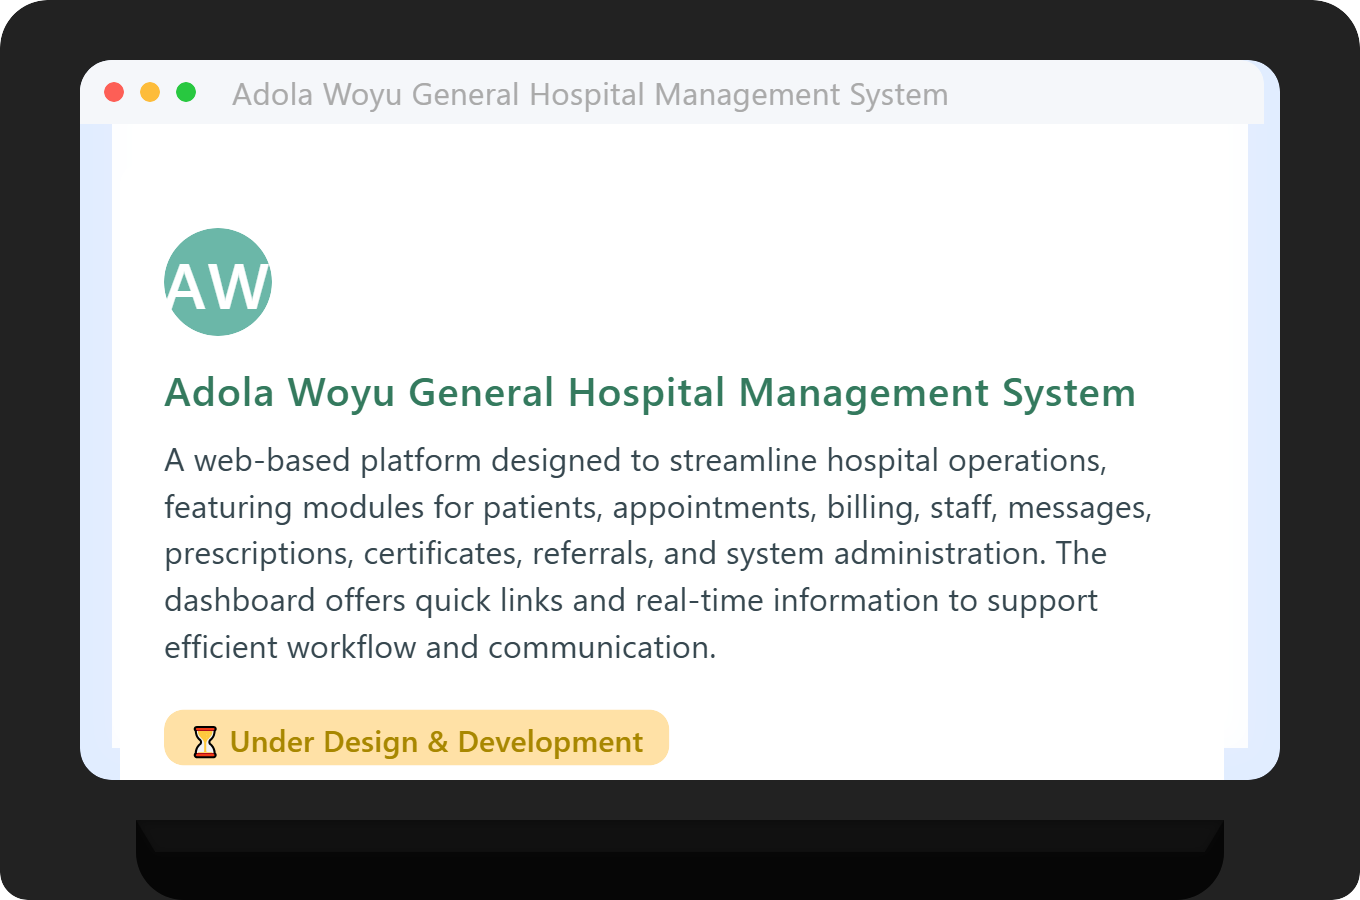 Adola Woyu General Hospital Management System
AW
Adola Woyu General Hospital Management System
A web-based platform designed to streamline hospital operations,
featuring modules for patients, appointments, billing, staff, messages,
prescriptions, certificates, referrals, and system administration. The
dashboard offers quick links and real-time information to support
efficient workflow and communication.
⏳ Under Design & Development